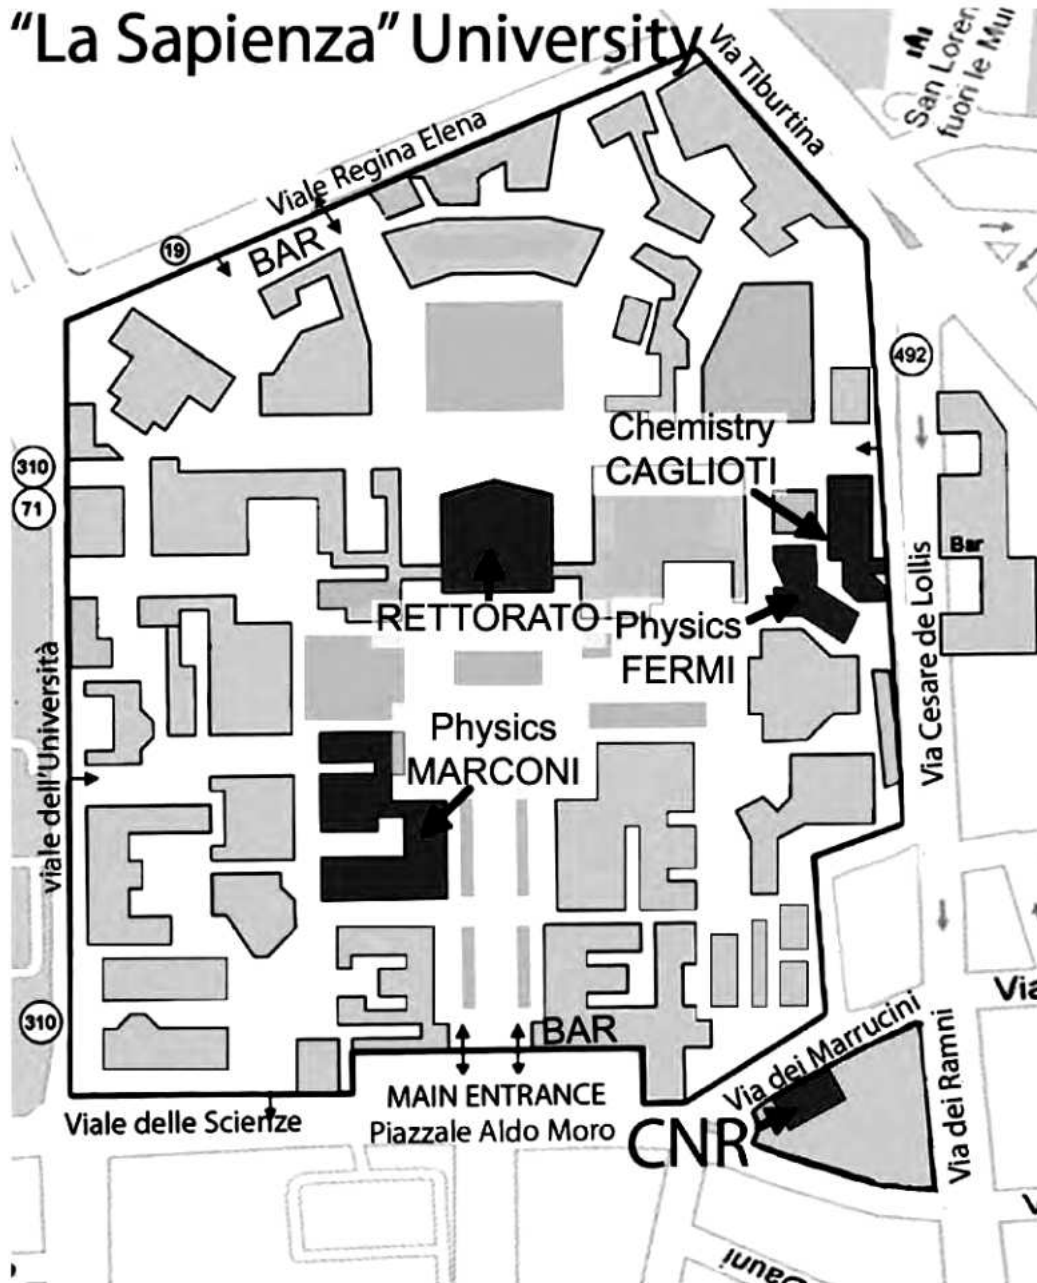 “La Sapienza” University
Via Tiburtina
San Loren
fuori le Mur
Viale Regina Elena
19
BAR
492
310
71
Chemistry
CAGLIOTI
Bar
RETTORATO
Physics
FERMI
Via Cesare de Lollis
viale dell'Università
Physics
MARCONI
310
BAR
Via
Via dei Marrucini
Via dei Ramni
MAIN ENTRANCE
Piazzale Aldo Moro
Viale delle Scienze
CNR